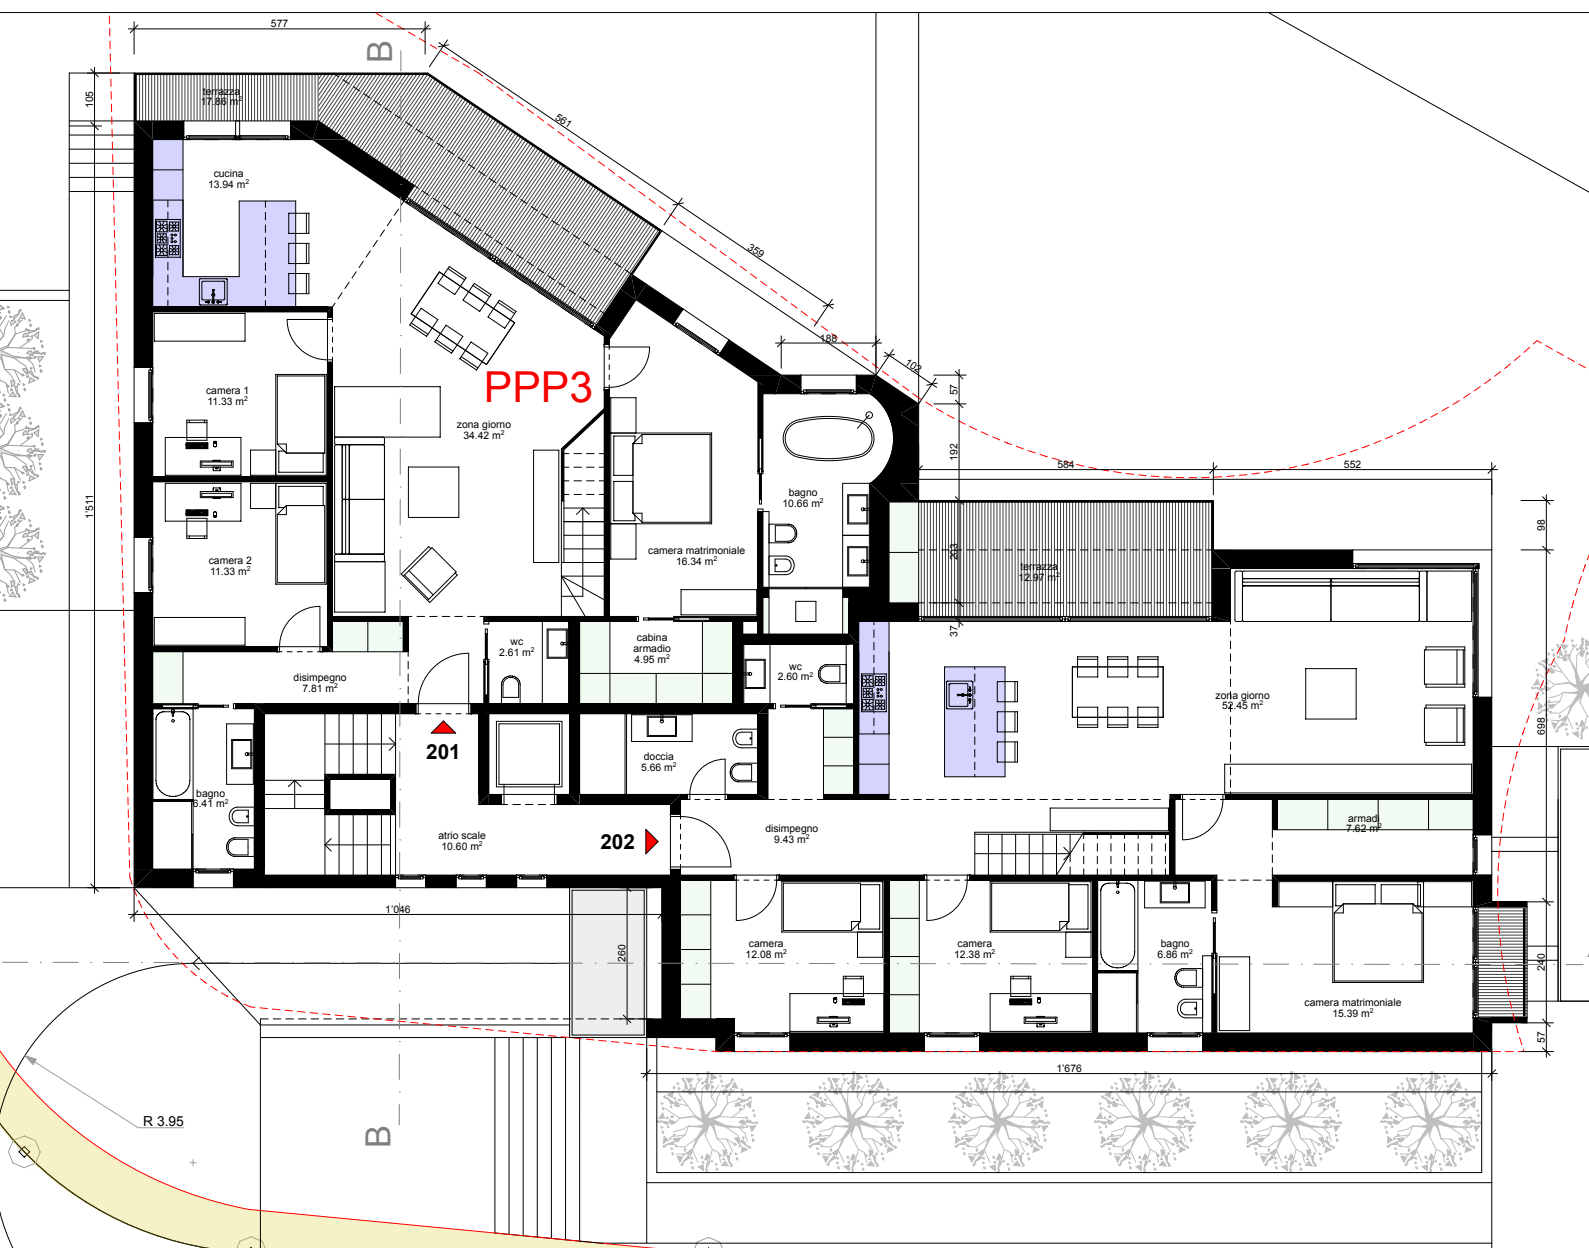 577
B
561
105
terrazza
17.86 m²
cucina
13.94 m²
359
188
102
57
PPP3
camera 1
11.33 m²
zona giorno
34.42 m²
192
584
552
1'511
bagno
10.66 m²
98
camera matrimoniale
16.34 m²
camera 2
11.33 m²
203
terrazza
12.97 m²
37
wc
2.61 m²
cabina
armadio
4.95 m²
wc
2.60 m²
disimpegno
7.81 m²
zona giorno
52.45 m²
698
201
doccia
5.66 m²
bagno
6.41 m²
atrio scale
10.60 m²
202
disimpegno
9.43 m²
armadi
7.62 m²
1'046
260
camera
12.08 m²
camera
12.38 m²
bagno
6.86 m²
camera matrimoniale
15.39 m²
240
57
1'676
R 3.95
B